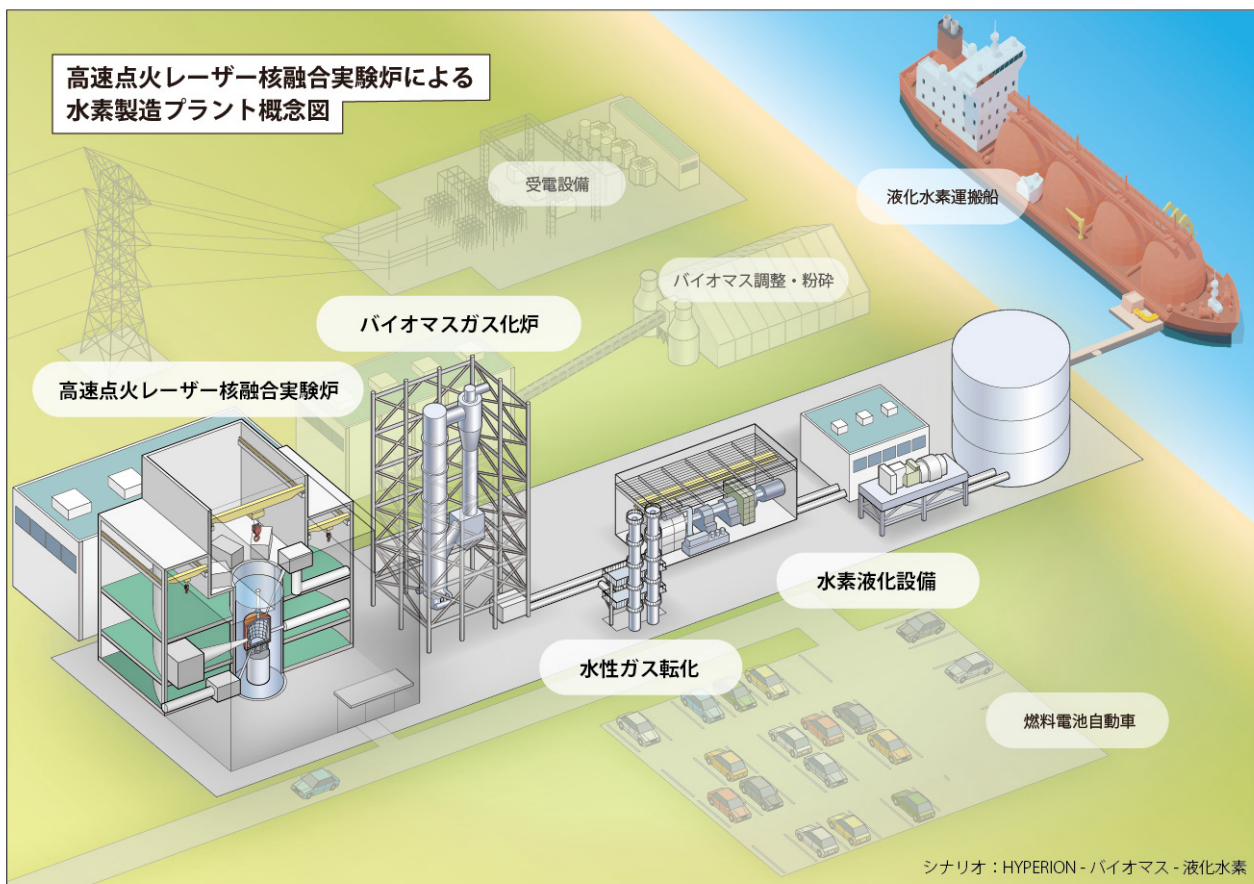 高速点火レーザー核融合実験炉による
水素製造プラント概念図
受電設備
液化水素運搬船
バイオマス調整・粉砕
バイオマスガス化炉
高速点火レーザー核融合実験炉
水素液化設備
水性ガス転化
燃料電池自動車
シナリオ：HYPERION - バイオマス - 液化水素